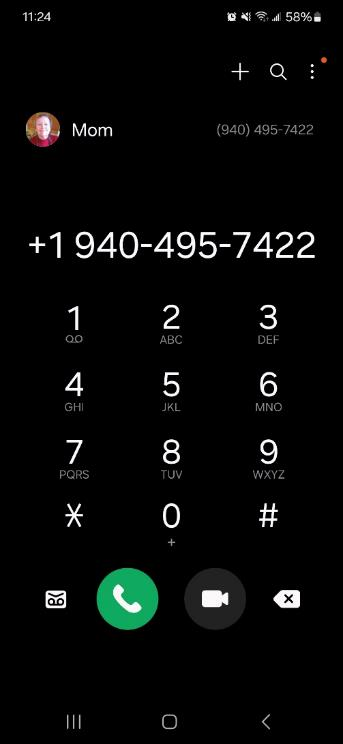 11:24 58%
Mom (940) 495-7422
+1 940-495-7422
1 2 3
ABC DEF
4 5 6
GHI JKL MNO
7 8 9
PQRS TUV WXYZ
* 0 #
+